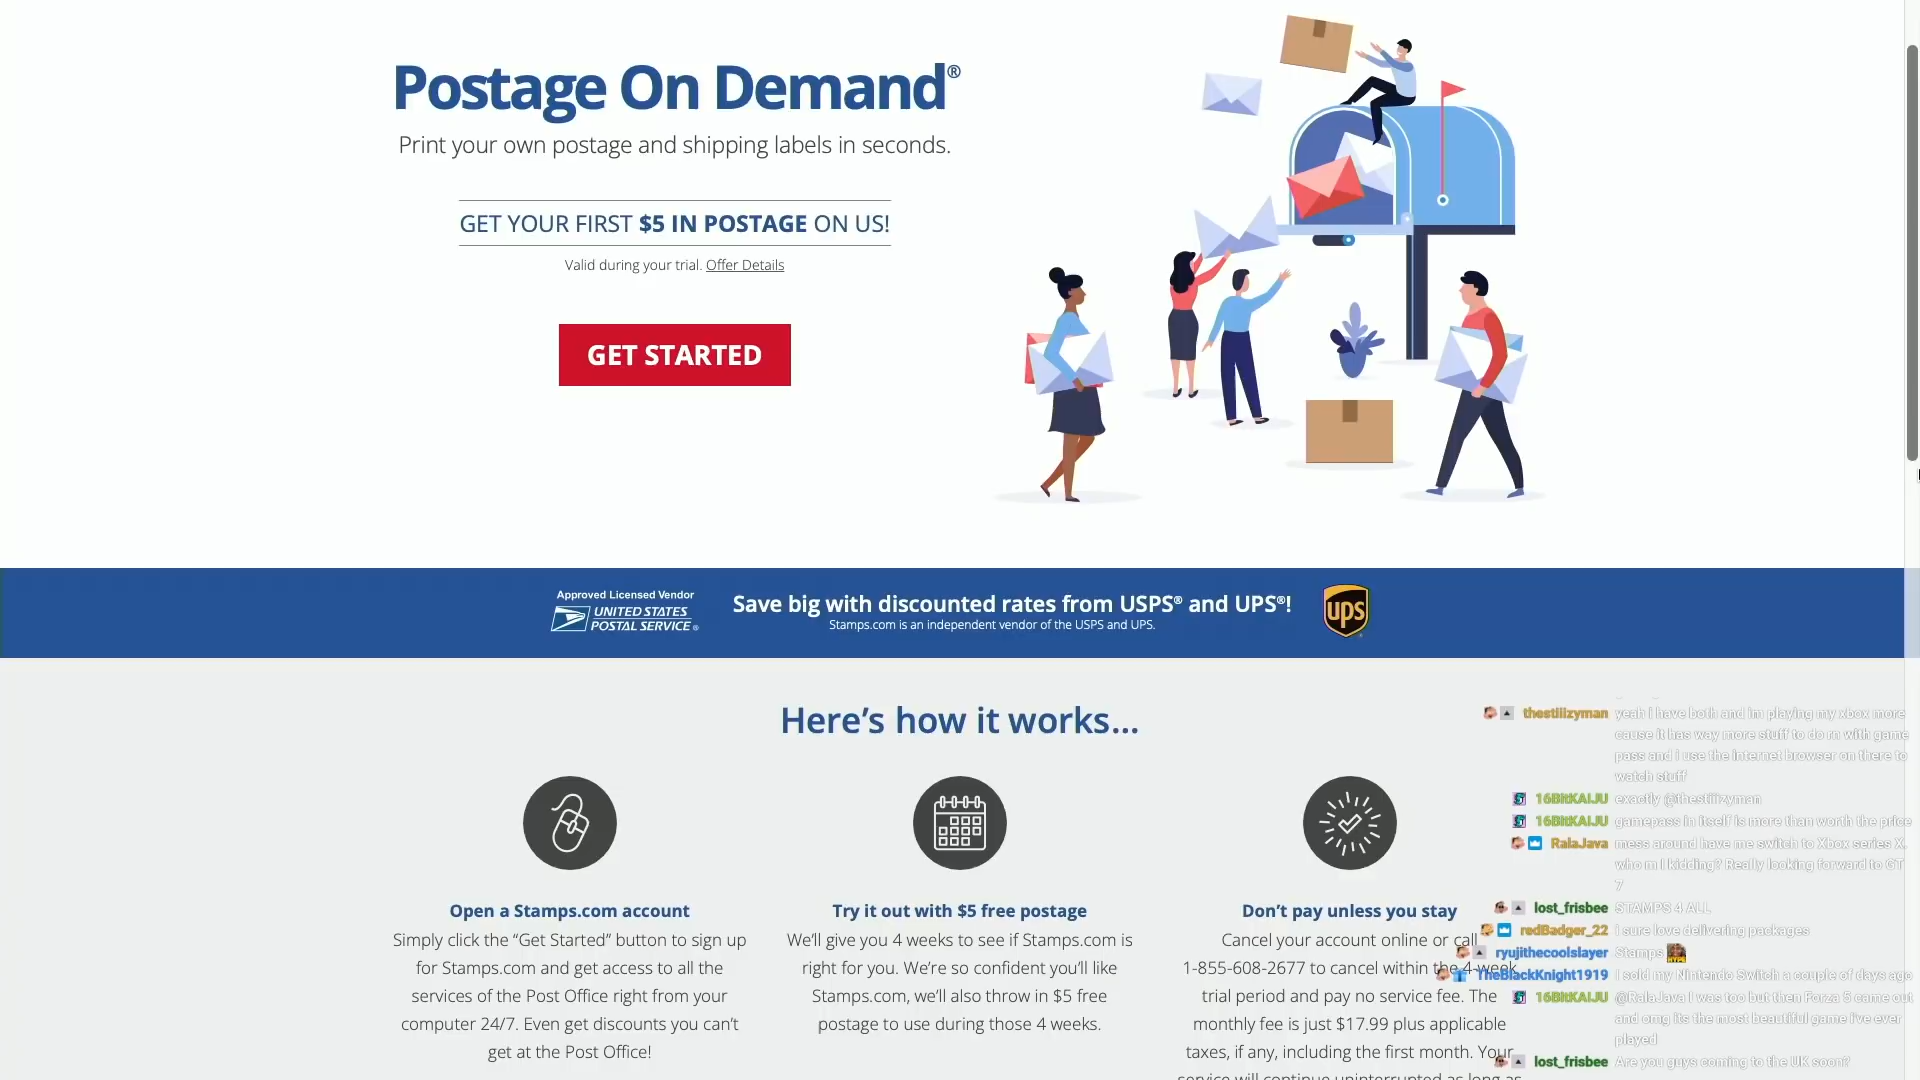 Postage On Demand®
Print your own postage and shipping labels in seconds.
GET YOUR FIRST $5 IN POSTAGE ON US!
Valid during your trial. Offer Details
GET STARTED
Approved Licensed Vendor
UNITED STATES
POSTAL SERVICE®
Save big with discounted rates from USPS® and UPS®!
Stamps.com is an independent vendor of the USPS and UPS.
ups
Here’s how it works...
Open a Stamps.com account
Simply click the “Get Started” button to sign up
for Stamps.com and get access to all the
services of the Post Office right from your
computer 24/7. Even get discounts you can’t
get at the Post Office!
Try it out with $5 free postage
We’ll give you 4 weeks to see if Stamps.com is
right for you. We’re so confident you’ll like
Stamps.com, we’ll also throw in $5 free
postage to use during those 4 weeks.
Don’t pay unless you stay
Cancel your account online or call
1-855-608-2677 to cancel within the 4-week
trial period and pay no service fee. The
monthly fee is just $17.99 plus applicable
taxes, if any, including the first month. Your
service will continue uninterrupted as long as
thestiiizyman yeah i have both and im playing my xbox more
cause it has way more stuff to do rn with game
pass and i use the internet browser on there to
watch stuff
16BitKAIJU exactly @thestiiizyman
16BitKAIJU gamepass in itself is more than worth the price
RalaJava mess around have me switch to Xbox series X.
who m I kidding? Really looking forward to GT
7
lost_frisbee STAMPS 4 ALL
redBadger_22 i sure love delivering packages
ryujithecoolslayer Stamps
TheBlackKnight1919 I sold my Nintendo Switch a couple of days ago
16BitKAIJU @RalaJava I was too but then Forza 5 came out
and omg its the most beautiful game I've ever
played
lost_frisbee Are you guys coming to the UK soon?